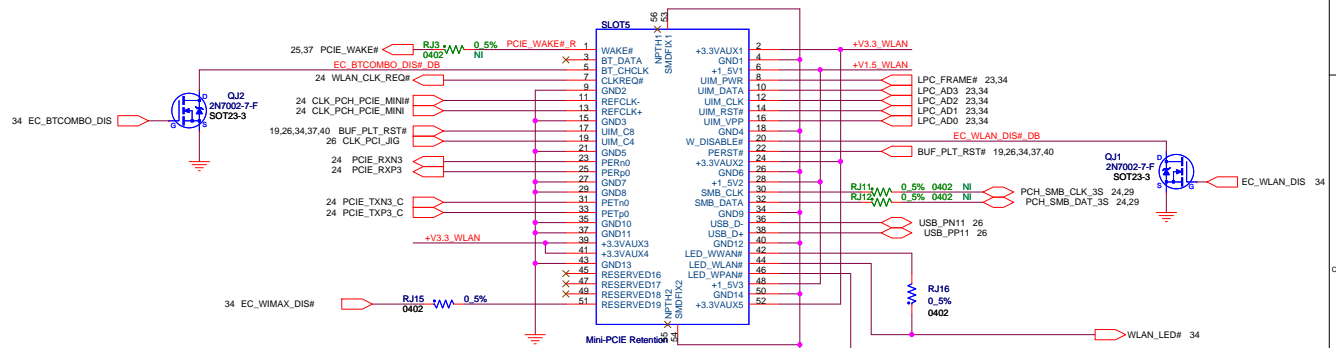 SLOT5
56
53
NPTH1
SMDFIX1
25,37 PCIE_WAKE#
RJ3
0_5%
0402
NI
PCIE_WAKE#_R
1 WAKE#
3 BT_DATA
EC_BTCOMBO_DIS#_DB
5 BT_CHCLK
24 WLAN_CLK_REQ#
7 CLKREQ#
9 GND2
24 CLK_PCH_PCIE_MINI#
11 REFCLK-
24 CLK_PCH_PCIE_MINI
13 REFCLK+
15 GND3
19,26,34,37,40 BUF_PLT_RST#
17 UIM_C8
26 CLK_PCI_JIG
19 UIM_C4
21 GND5
24 PCIE_RXN3
23 PERn0
24 PCIE_RXP3
25 PERp0
27 GND7
29 GND8
24 PCIE_TXN3_C
31 PETn0
24 PCIE_TXP3_C
33 PETp0
35 GND10
37 GND11
+V3.3_WLAN
39 +3.3VAUX3
41 +3.3VAUX4
43 GND13
45 RESERVED16
47 RESERVED17
49 RESERVED18
51 RESERVED19
34 EC_WIMAX_DIS#
RJ15
0_5%
0402
D
QJ2
2N7002-7-F
SOT23-3
G
S
34 EC_BTCOMBO_DIS
+3.3VAUX1 2
+V3.3_WLAN
GND1 4
+1_5V1 6
+V1.5_WLAN
UIM_PWR 8
LPC_FRAME# 23,34
UIM_DATA 10
LPC_AD3 23,34
UIM_CLK 12
LPC_AD2 23,34
UIM_RST# 14
LPC_AD1 23,34
UIM_VPP 16
LPC_AD0 23,34
GND4 18
W_DISABLE# 20
EC_WLAN_DIS#_DB
PERST# 22
BUF_PLT_RST# 19,26,34,37,40
+3.3VAUX2 24
GND6 26
+1_5V2 28
SMB_CLK 30
RJ11 0_5% 0402 NI
PCH_SMB_CLK_3S 24,29
SMB_DATA 32
RJ12 0_5% 0402 NI
PCH_SMB_DAT_3S 24,29
GND9 34
USB_D- 36
USB_PN11 26
USB_D+ 38
USB_PP11 26
GND12 40
LED_WWAN# 42
LED_WLAN# 44
LED_WPAN# 46
+1_5V3 48
GND14 50
+3.3VAUX5 52
QJ1
2N7002-7-F
SOT23-3
D
G
S
EC_WLAN_DIS 34
RJ16
0_5%
0402
WLAN_LED# 34
NPTH2
SMDFIX2
55
54
Mini-PCIE Retention
C